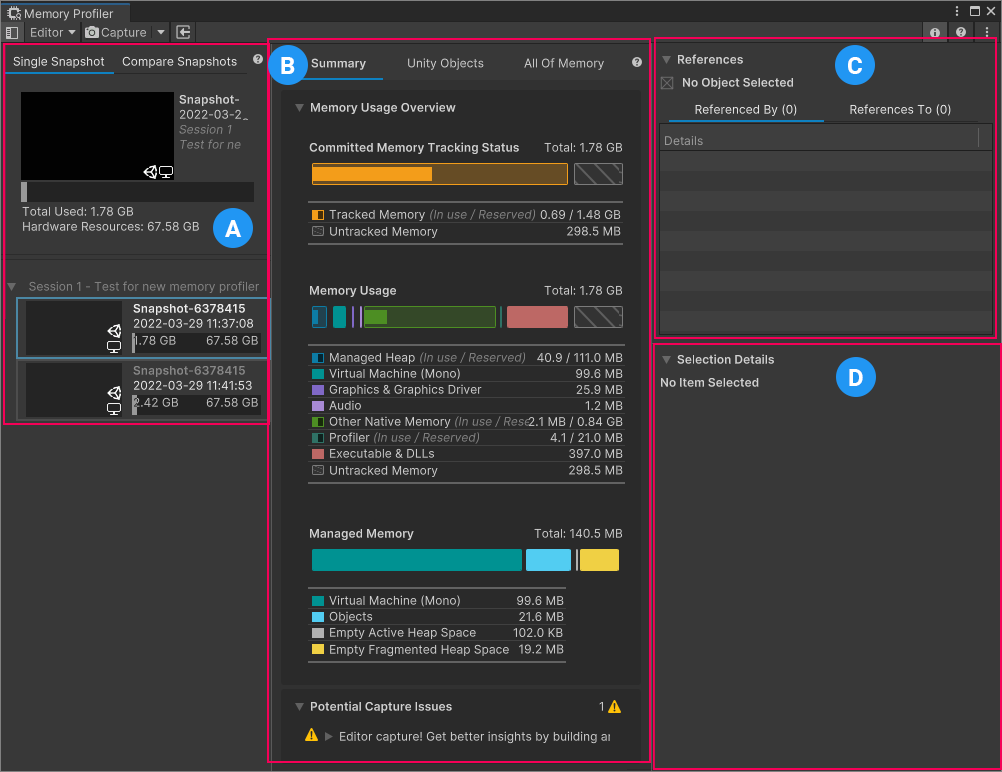 Memory Profiler
Editor
Capture
Single Snapshot
Compare Snapshots
Snapshot-
2022-03-2_
Session 1
Test for ne
Total Used: 1.78 GB
Hardware Resources: 67.58 GB
A
Session 1 - Test for new memory profiler
Snapshot-6378415
2022-03-29 11:37:08
1.78 GB 67.58 GB
Snapshot-6378415
2022-03-29 11:41:53
2.42 GB 67.58 GB
B
Summary
Unity Objects
All Of Memory
Memory Usage Overview
Committed Memory Tracking Status Total: 1.78 GB
Tracked Memory (In use / Reserved) 0.69 / 1.48 GB
Untracked Memory 298.5 MB
Memory Usage Total: 1.78 GB
Managed Heap (In use / Reserved) 40.9 / 111.0 MB
Virtual Machine (Mono) 99.6 MB
Graphics & Graphics Driver 25.9 MB
Audio 1.2 MB
Other Native Memory (In use / Rese2.1 MB / 0.84 GB
Profiler (In use / Reserved) 4.1 / 21.0 MB
Executable & DLLs 397.0 MB
Untracked Memory 298.5 MB
Managed Memory Total: 140.5 MB
Virtual Machine (Mono) 99.6 MB
Objects 21.6 MB
Empty Active Heap Space 102.0 KB
Empty Fragmented Heap Space 19.2 MB
Potential Capture Issues 1
Editor capture! Get better insights by building ar
References
C
No Object Selected
Referenced By (0)
References To (0)
Details
Selection Details
D
No Item Selected